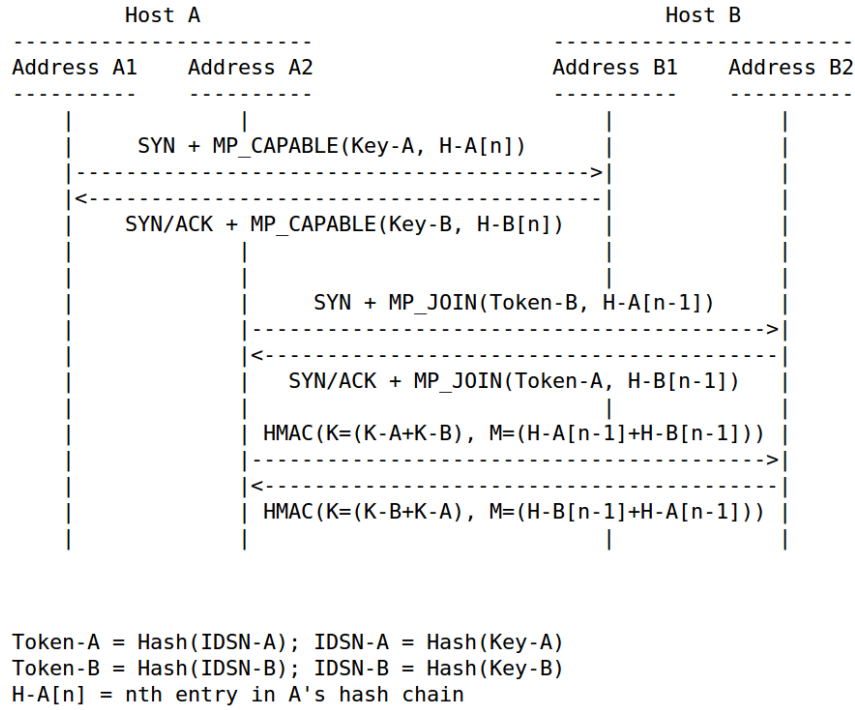 Host A Host B
Address A1 Address A2 Address B1 Address B2
SYN + MP_CAPABLE(Key-A, H-A[n])
SYN/ACK + MP_CAPABLE(Key-B, H-B[n])
SYN + MP_JOIN(Token-B, H-A[n-1])
SYN/ACK + MP_JOIN(Token-A, H-B[n-1])
HMAC(K=(K-A+K-B), M=(H-A[n-1]+H-B[n-1]))
HMAC(K=(K-B+K-A), M=(H-B[n-1]+H-A[n-1]))
Token-A = Hash(IDSN-A); IDSN-A = Hash(Key-A)
Token-B = Hash(IDSN-B); IDSN-B = Hash(Key-B)
H-A[n] = nth entry in A's hash chain